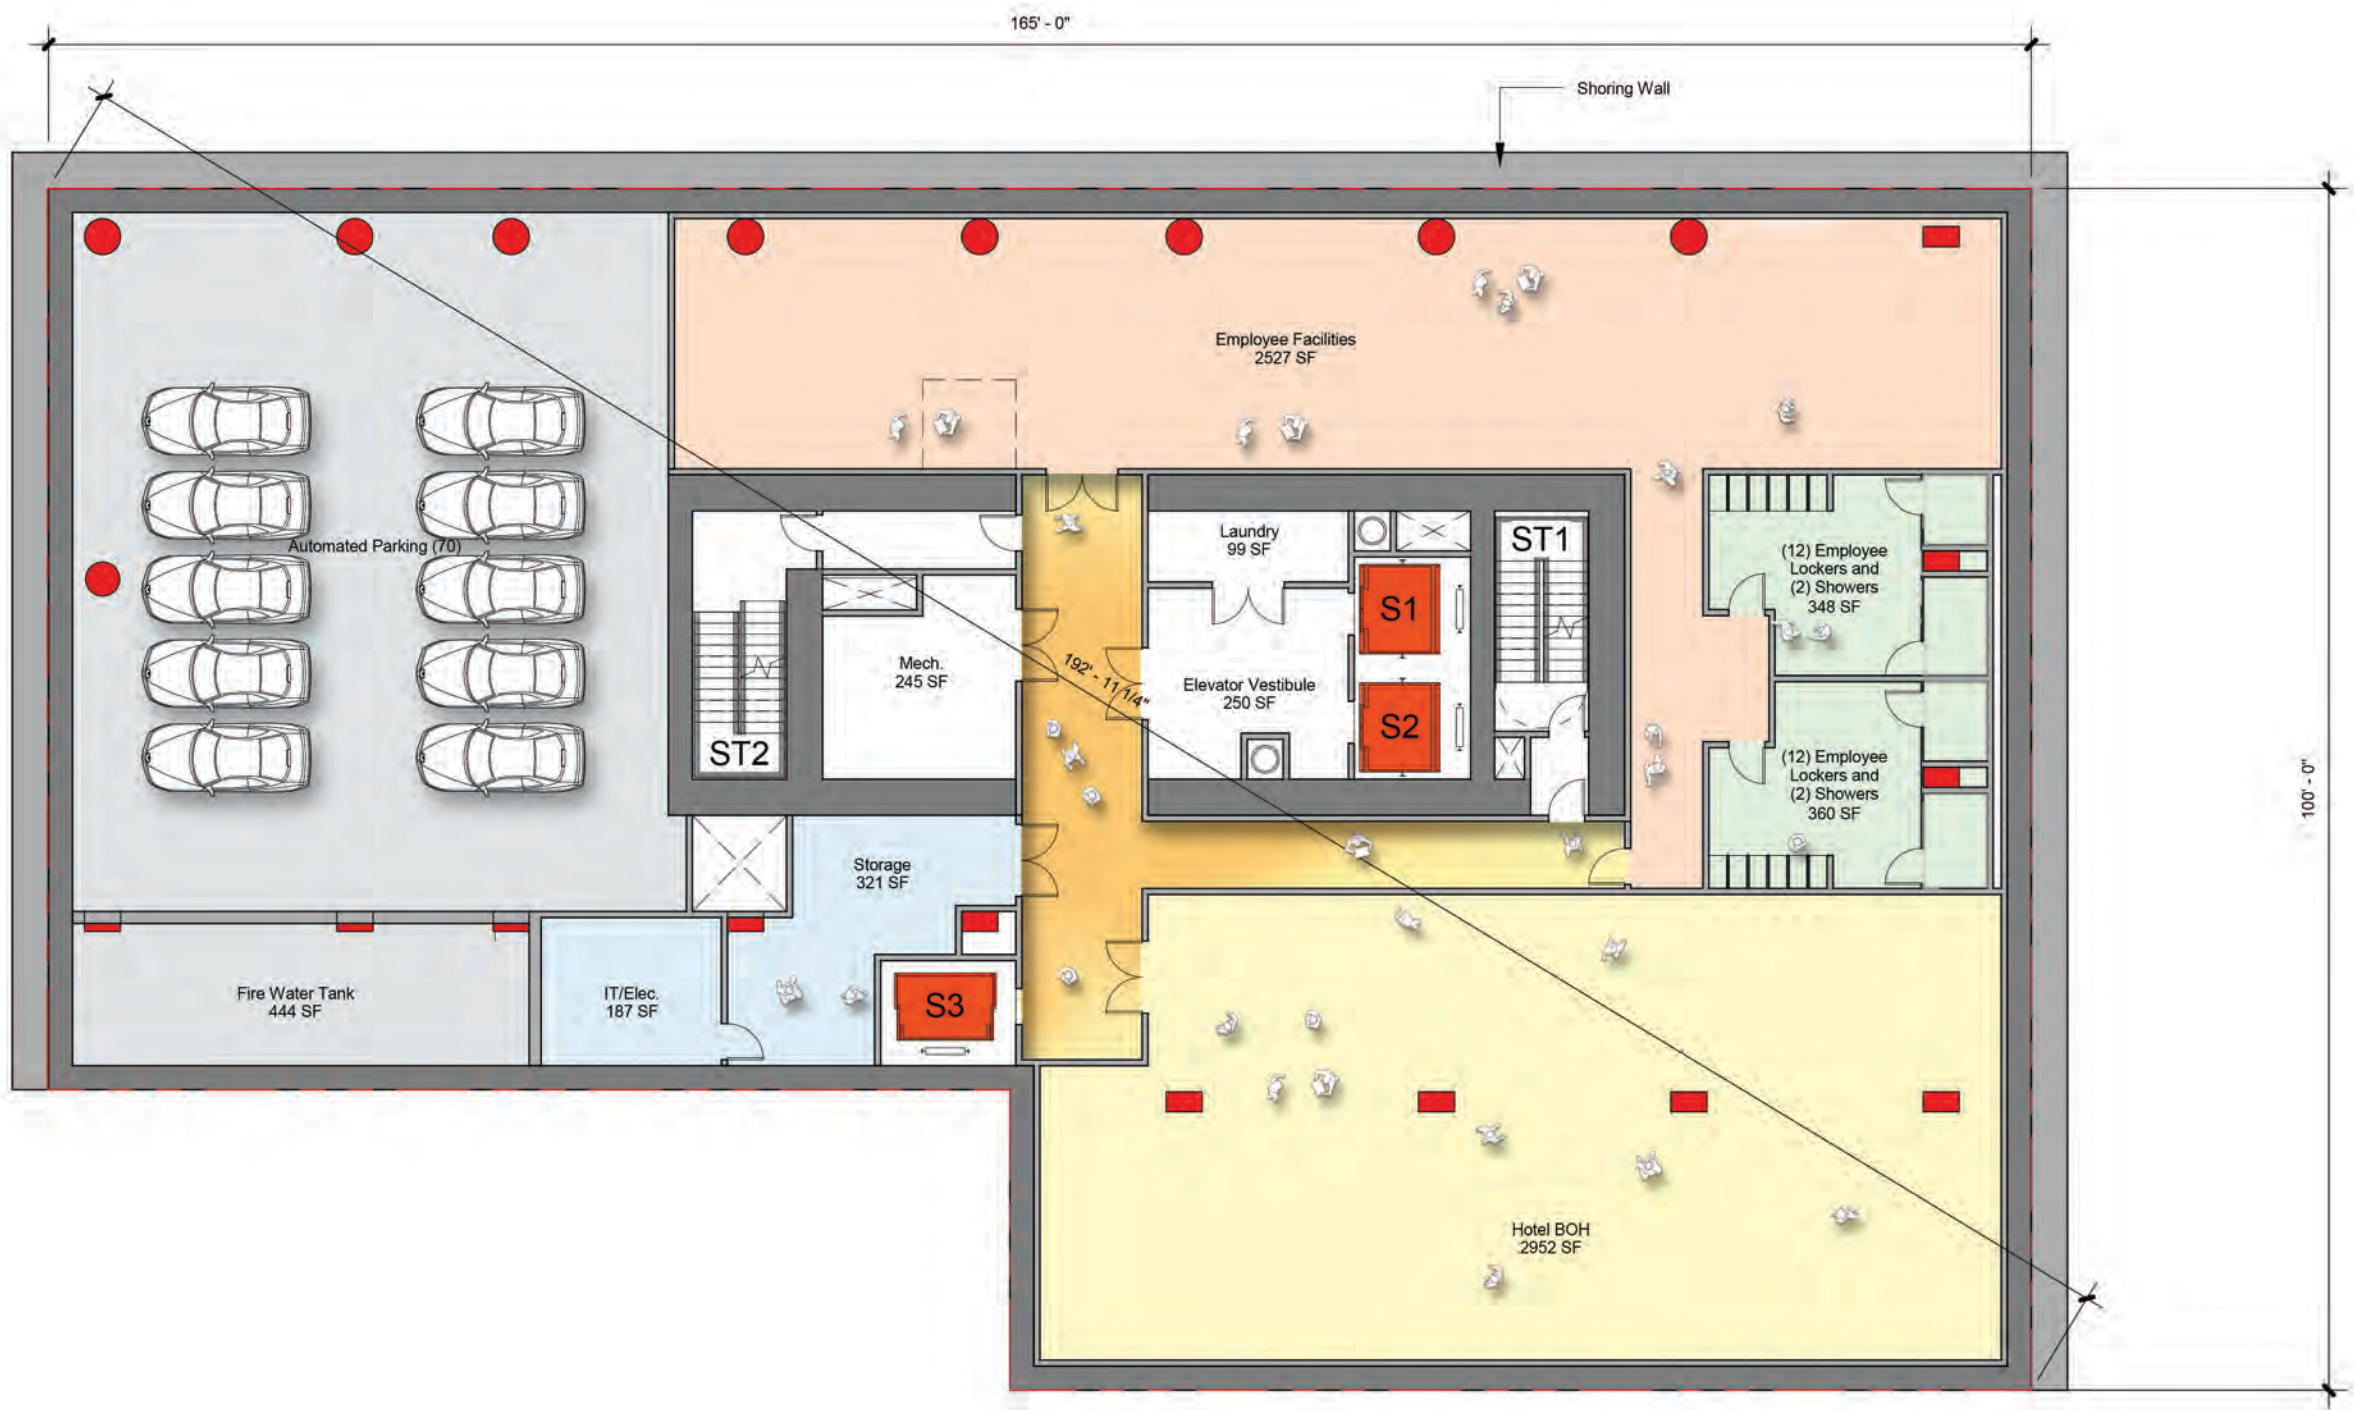 165' - 0"
Shoring Wall
Employee Facilities
2527 SF
Automated Parking (70)
Laundry
99 SF
ST1
(12) Employee
Lockers and
(2) Showers
348 SF
S1
Mech.
245 SF
192' - 11 1/4"
Elevator Vestibule
250 SF
S2
ST2
(12) Employee
Lockers and
(2) Showers
360 SF
100' - 0"
Storage
321 SF
Fire Water Tank
444 SF
IT/Elec.
187 SF
S3
Hotel BOH
2952 SF